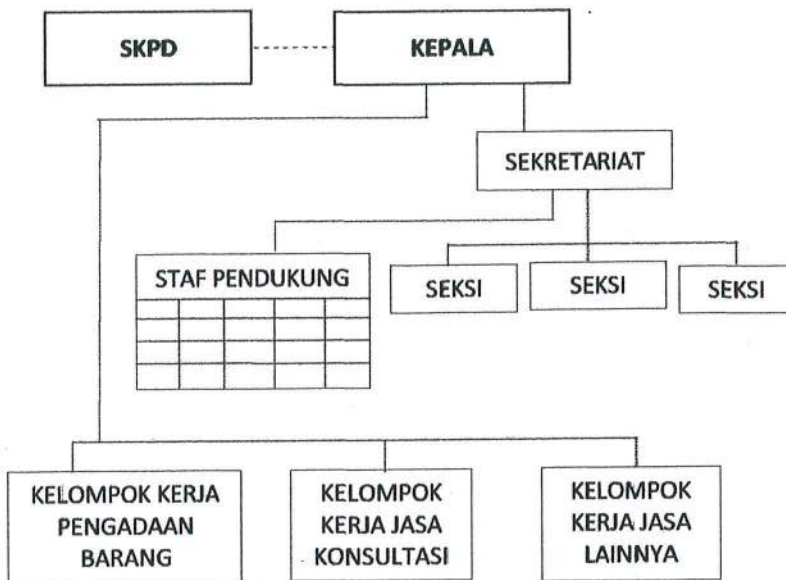 SKPD
KEPALA
SEKRETARIAT
STAF PENDUKUNG
SEKSI
SEKSI
SEKSI
KELOMPOK KERJA
PENGADAAN
BARANG
KELOMPOK
KERJA JASA
KONSULTASI
KELOMPOK
KERJA JASA
LAINNYA